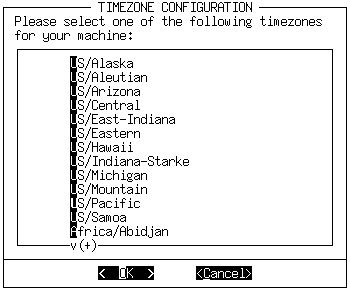 TIMEZONE CONFIGURATION
Please select one of the following timezones
for your machine:
US/Alaska
US/Aleutian
US/Arizona
US/Central
US/East-Indiana
US/Eastern
US/Hawaii
US/Indiana-Starke
US/Michigan
US/Mountain
US/Pacific
US/Samoa
Africa/Abidjan
v(+)
< OK > <Cancel>